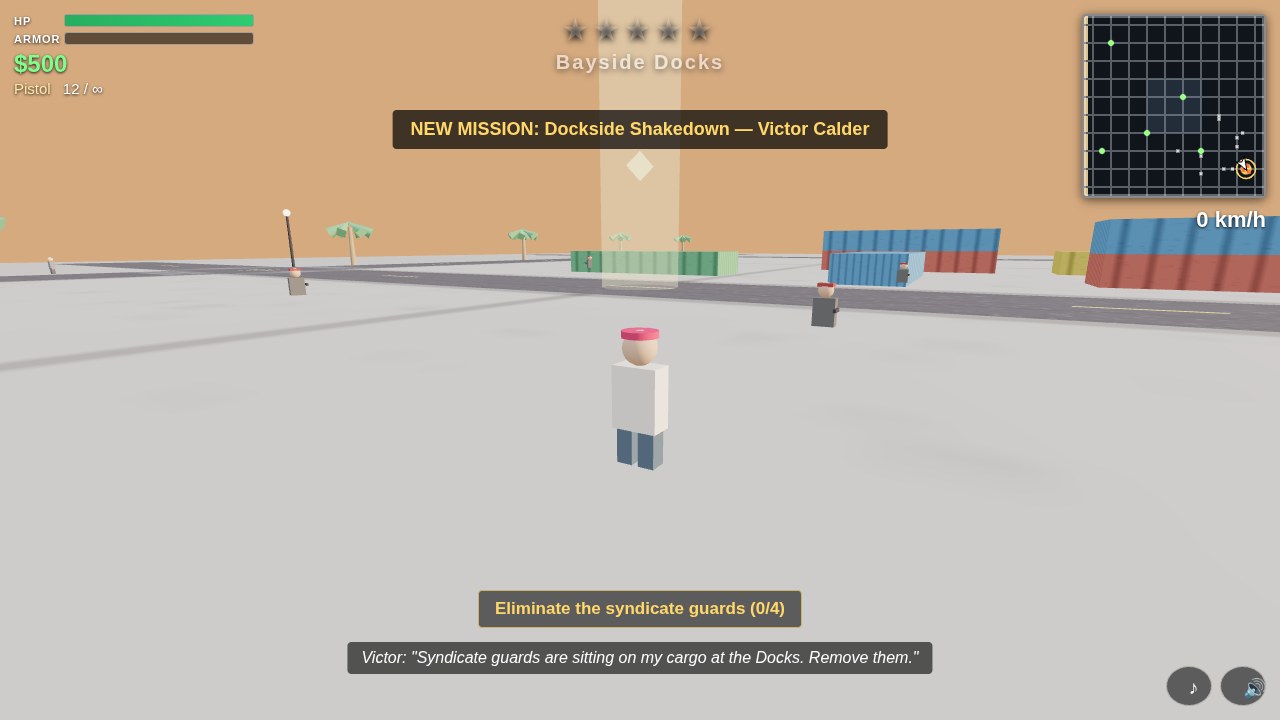 HP
ARMOR
$500
Pistol 12 / ∞
Bayside Docks
NEW MISSION: Dockside Shakedown — Victor Calder
0 km/h
Eliminate the syndicate guards (0/4)
Victor: "Syndicate guards are sitting on my cargo at the Docks. Remove them."